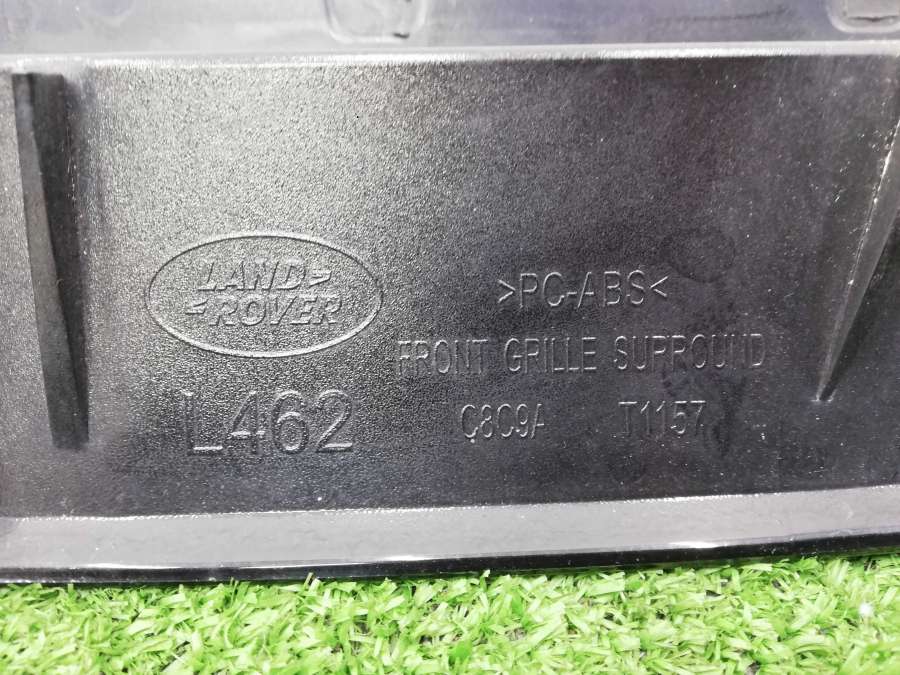 LAND
ROVER
L462
>PC-ABS<
FRONT GRILLE SURROUND
C8C9A T1157